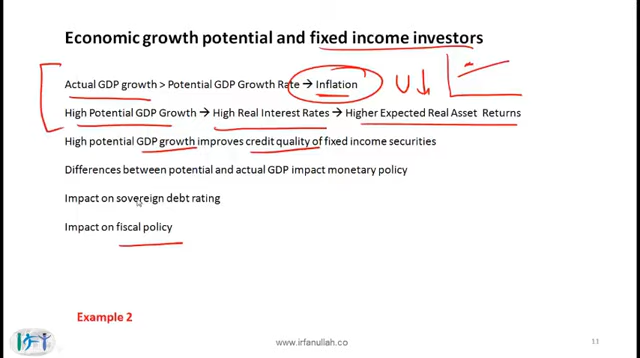 Economic growth potential and fixed income investors
Actual GDP growth > Potential GDP Growth Rate → Inflation
High Potential GDP Growth → High Real Interest Rates → Higher Expected Real Asset Returns
High potential GDP growth improves credit quality of fixed income securities
Differences between potential and actual GDP impact monetary policy
Impact on sovereign debt rating
Impact on fiscal policy
Example 2
www.irfanullah.co
11